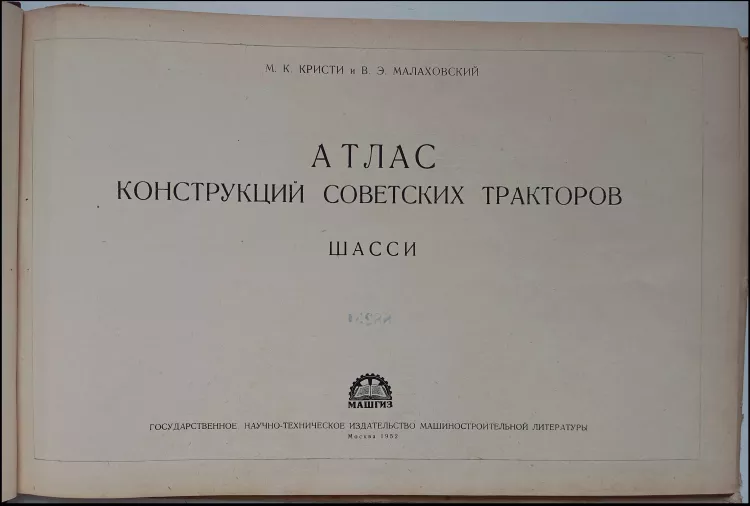 М. К. КРИСТИ и В. Э. МАЛАХОВСКИЙ
АТЛАС
КОНСТРУКЦИЙ СОВЕТСКИХ ТРАКТОРОВ
ШАССИ
МАШГИЗ
ГОСУДАРСТВЕННОЕ НАУЧНО-ТЕХНИЧЕСКОЕ ИЗДАТЕЛЬСТВО МАШИНОСТРОИТЕЛЬНОЙ ЛИТЕРАТУРЫ
Москва 1952